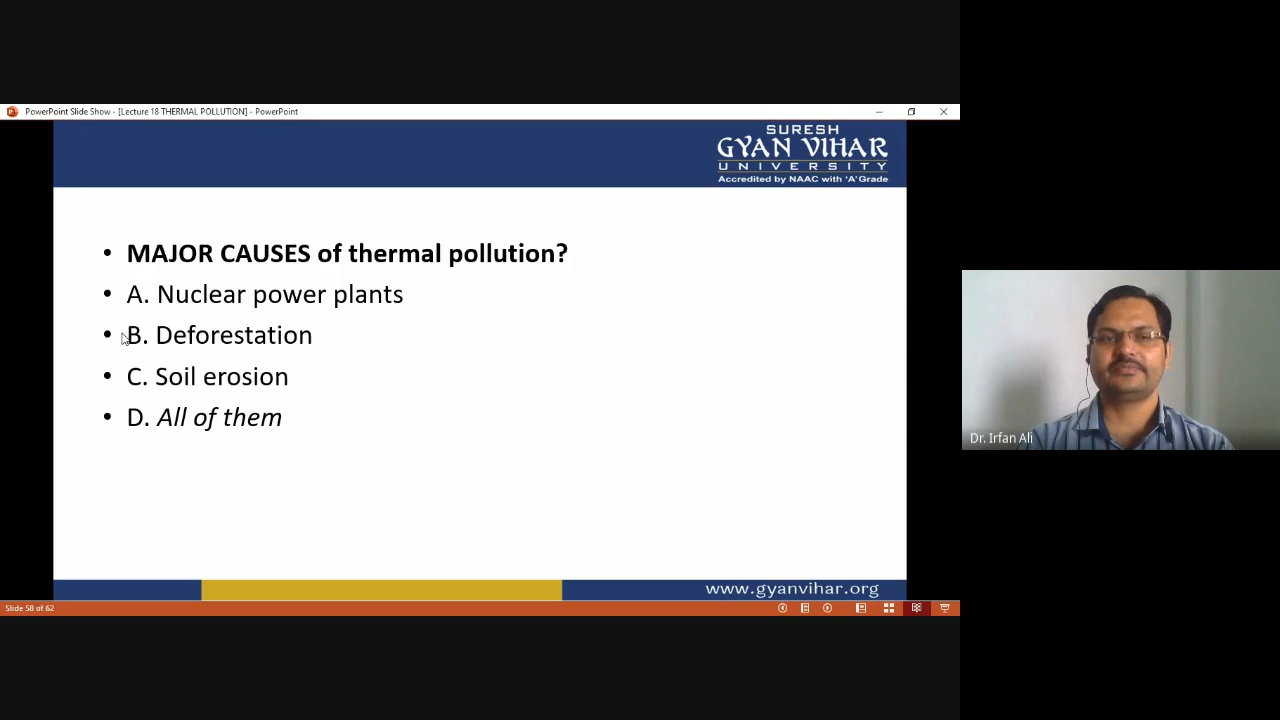 PowerPoint Slide Show - [Lecture 18 THERMAL POLLUTION] - PowerPoint
SURESH
GYAN VIHAR
UNIVERSITY
Accredited by NAAC with 'A' Grade
• MAJOR CAUSES of thermal pollution?
• A. Nuclear power plants
• B. Deforestation
• C. Soil erosion
• D. All of them
Dr. Irfan Ali
www.gyanvihar.org
Slide 58 of 62